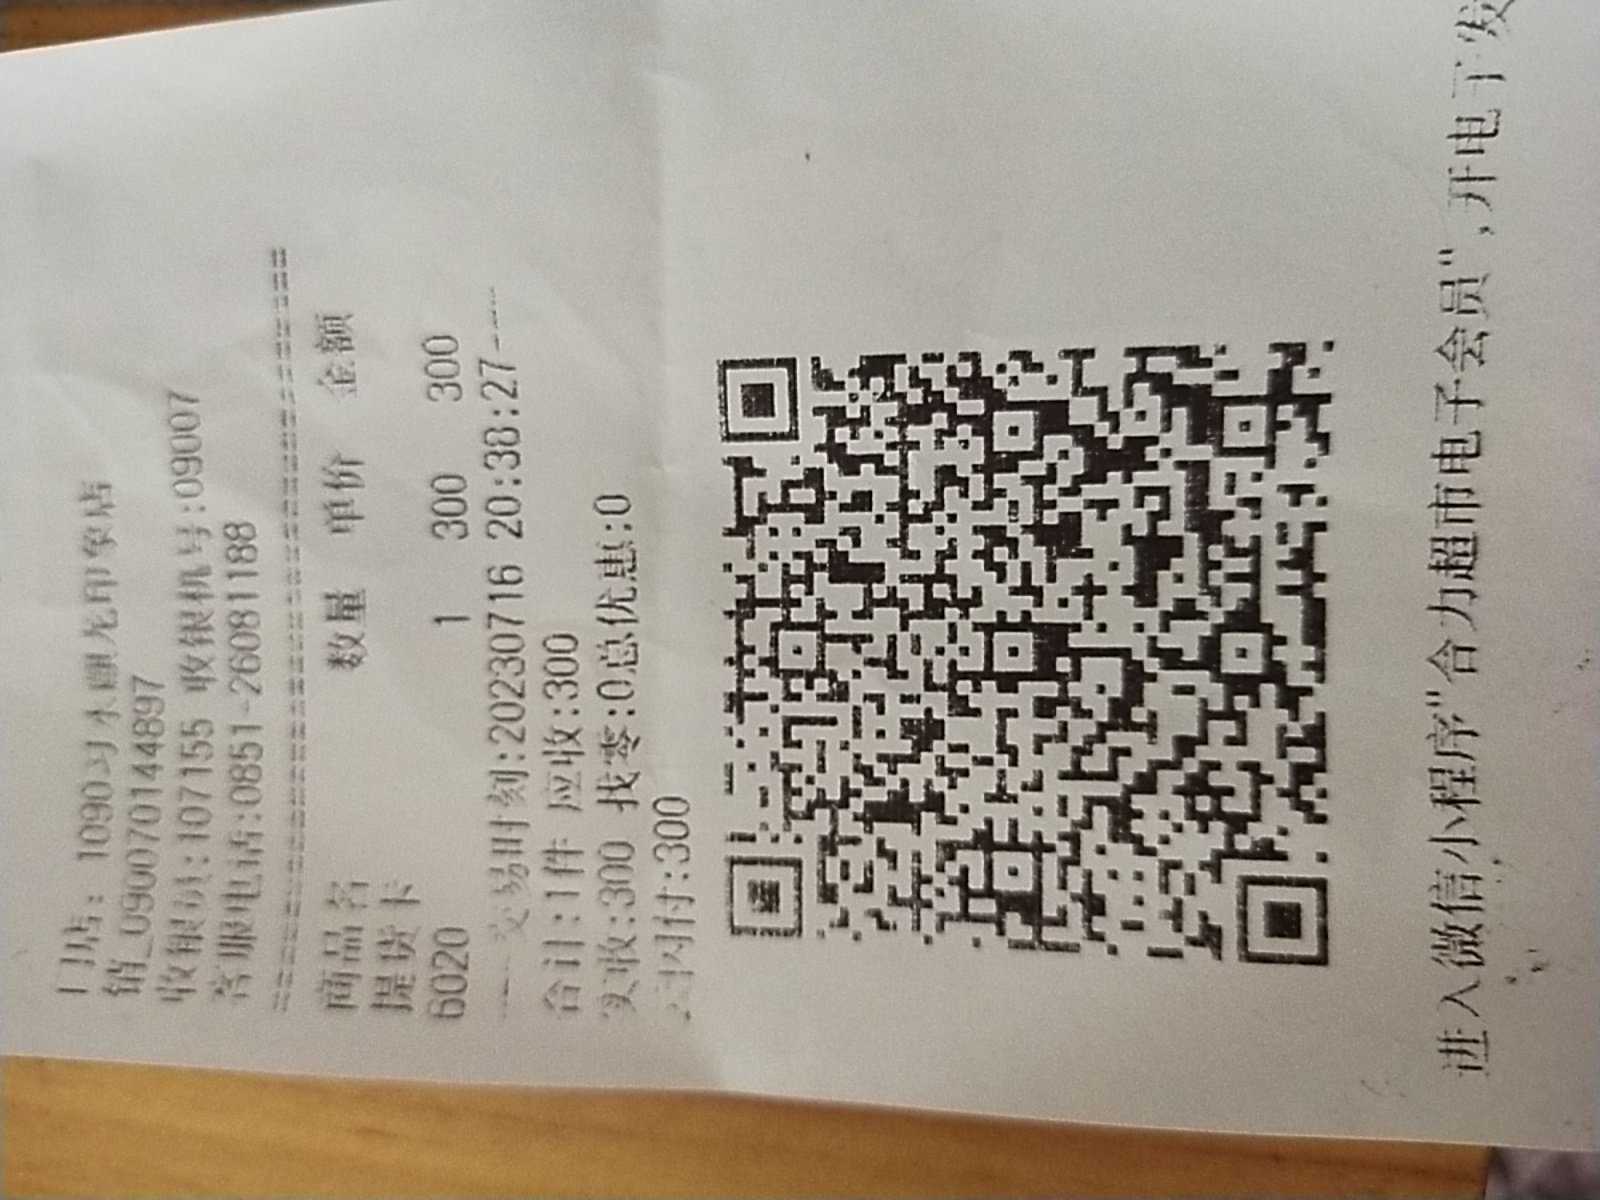 门店: 1090习水麒龙印象店
销_090070144897
收银员:107155 收银机号:09007
客服电话:0851-26081188
商品名 数量 单价 金额
提货卡
6020 1 300 300
----交易时刻:20230716 20:38:27----
合计:1件 应收:300
实收:300 找零:0总优惠:0
云闪付:300
进入微信小程序"合力超市电子会员",开电子发